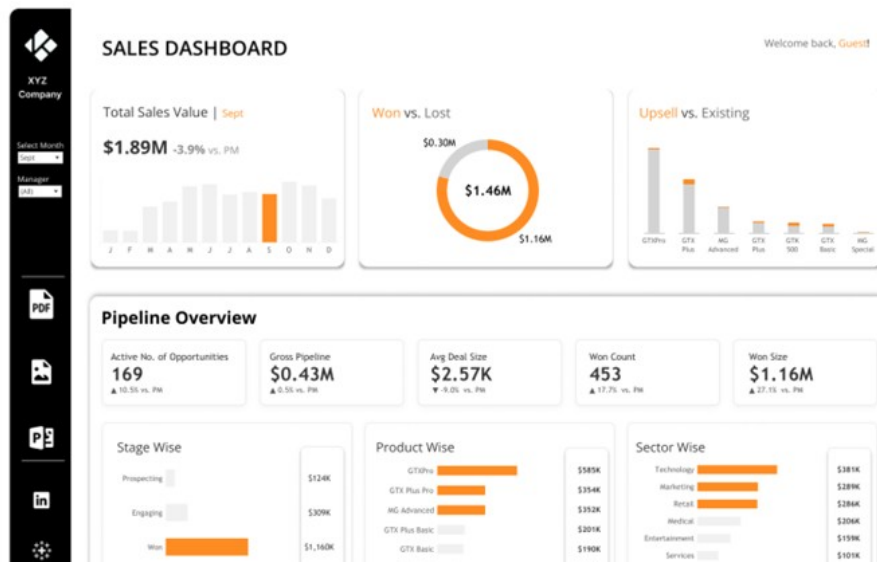 XYZ
Company
Select Month
Sept
Manager
(All)
PDF
P
in
SALES DASHBOARD
Welcome back, Guest!
Total Sales Value | Sept
$1.89M -3.9% vs. PM
J F M A M J J A S O N D
Won vs. Lost
$0.30M
$1.46M
$1.16M
Upsell vs. Existing
GTXPro
GTX Plus
MG Advanced
GTX Plus
GTK 500
GTX Basic
MG Special
Pipeline Overview
Active No. of Opportunities
169
▲ 10.5% vs. PM
Gross Pipeline
$0.43M
▲ 0.5% vs. PM
Avg Deal Size
$2.57K
▼ -9.0% vs. PM
Won Count
453
▲ 17.7% vs. PM
Won Size
$1.16M
▲ 27.1% vs. PM
Stage Wise
Prospecting $124K
Engaging $309K
Won $1,160K
Product Wise
GTXPro $585K
GTX Plus Pro $354K
MG Advanced $352K
GTX Plus Basic $201K
GTX Basic $190K
Sector Wise
Technology $381K
Marketing $289K
Retail $286K
Medical $206K
Entertainment $159K
Services $101K